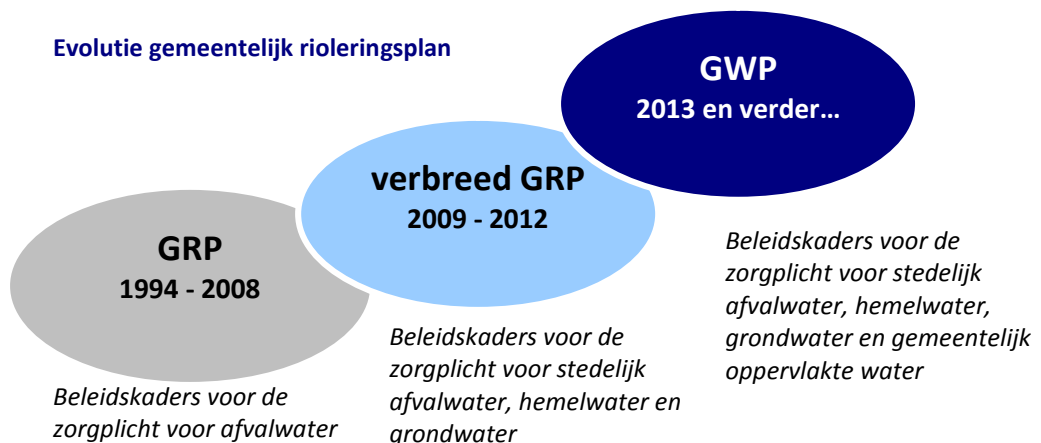 Evolutie gemeentelijk rioleringsplan
GRP
1994 - 2008
Beleidskaders voor de
zorgplicht voor afvalwater
verbreed GRP
2009 - 2012
Beleidskaders voor de
zorgplicht voor stedelijk
afvalwater, hemelwater en
grondwater
GWP
2013 en verder…
Beleidskaders voor de
zorgplicht voor stedelijk
afvalwater, hemelwater,
grondwater en gemeentelijk
oppervlakte water